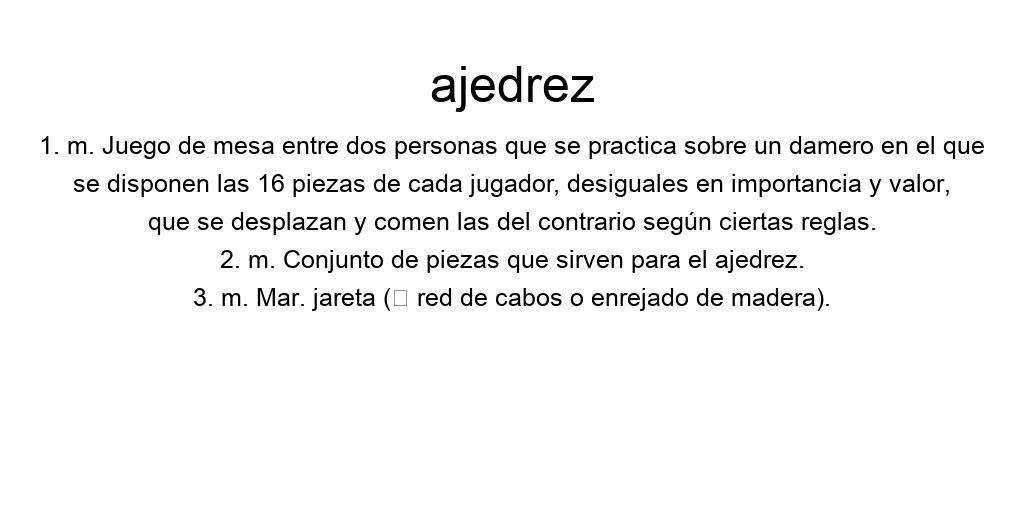 ajedrez
1. m. Juego de mesa entre dos personas que se practica sobre un damero en el que
se disponen las 16 piezas de cada jugador, desiguales en importancia y valor,
que se desplazan y comen las del contrario según ciertas reglas.
2. m. Conjunto de piezas que sirven para el ajedrez.
3. m. Mar. jareta (▯ red de cabos o enrejado de madera).